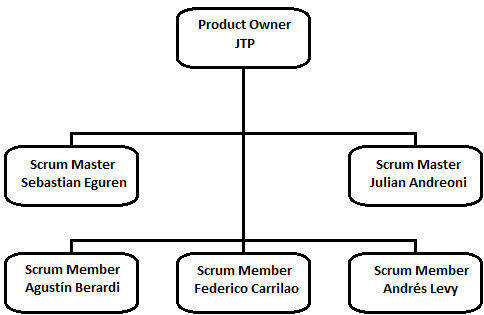 Product Owner
JTP
Scrum Master
Sebastian Eguren
Scrum Master
Julian Andreoni
Scrum Member
Agustín Berardi
Scrum Member
Federico Carrilao
Scrum Member
Andrés Levy